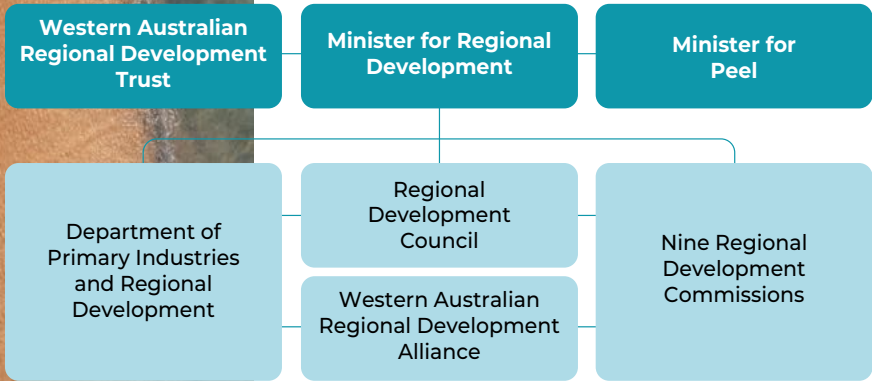 Western Australian
Regional Development
Trust
Minister for Regional
Development
Minister for
Peel
Department of
Primary Industries
and Regional
Development
Regional
Development
Council
Western Australian
Regional Development
Alliance
Nine Regional
Development
Commissions